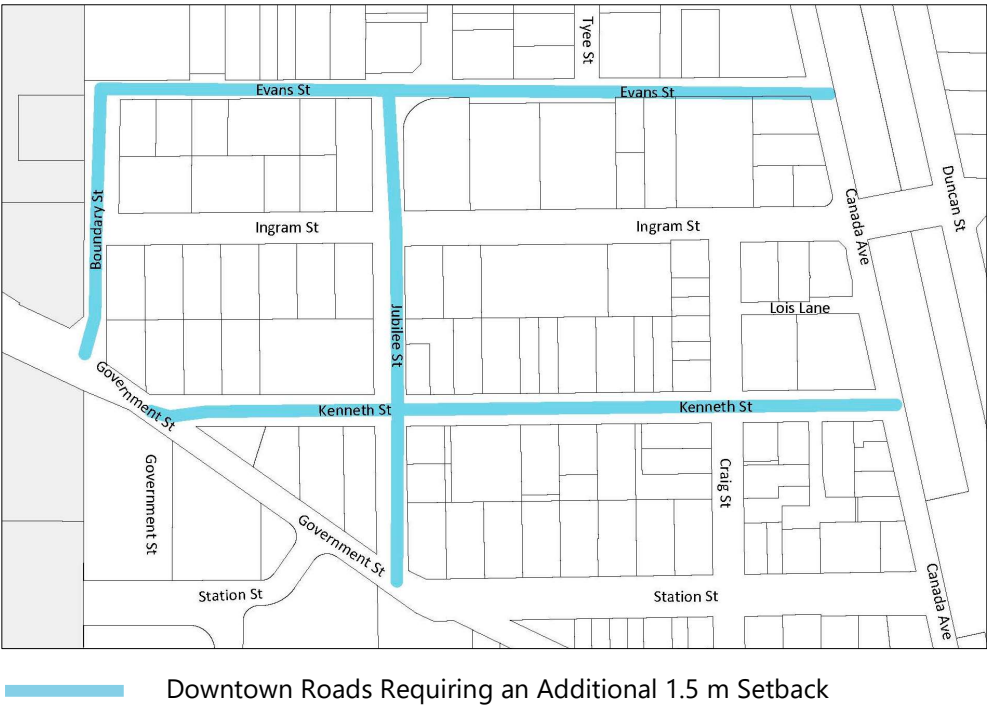 Tyee St
Evans St
Evans St
Boundary St
Duncan St
Canada Ave
Ingram St
Ingram St
Jubilee St
Lois Lane
Government St
Kenneth St
Kenneth St
Government St
Craig St
Government St
Station St
Station St
Canada Ave
Downtown Roads Requiring an Additional 1.5 m Setback